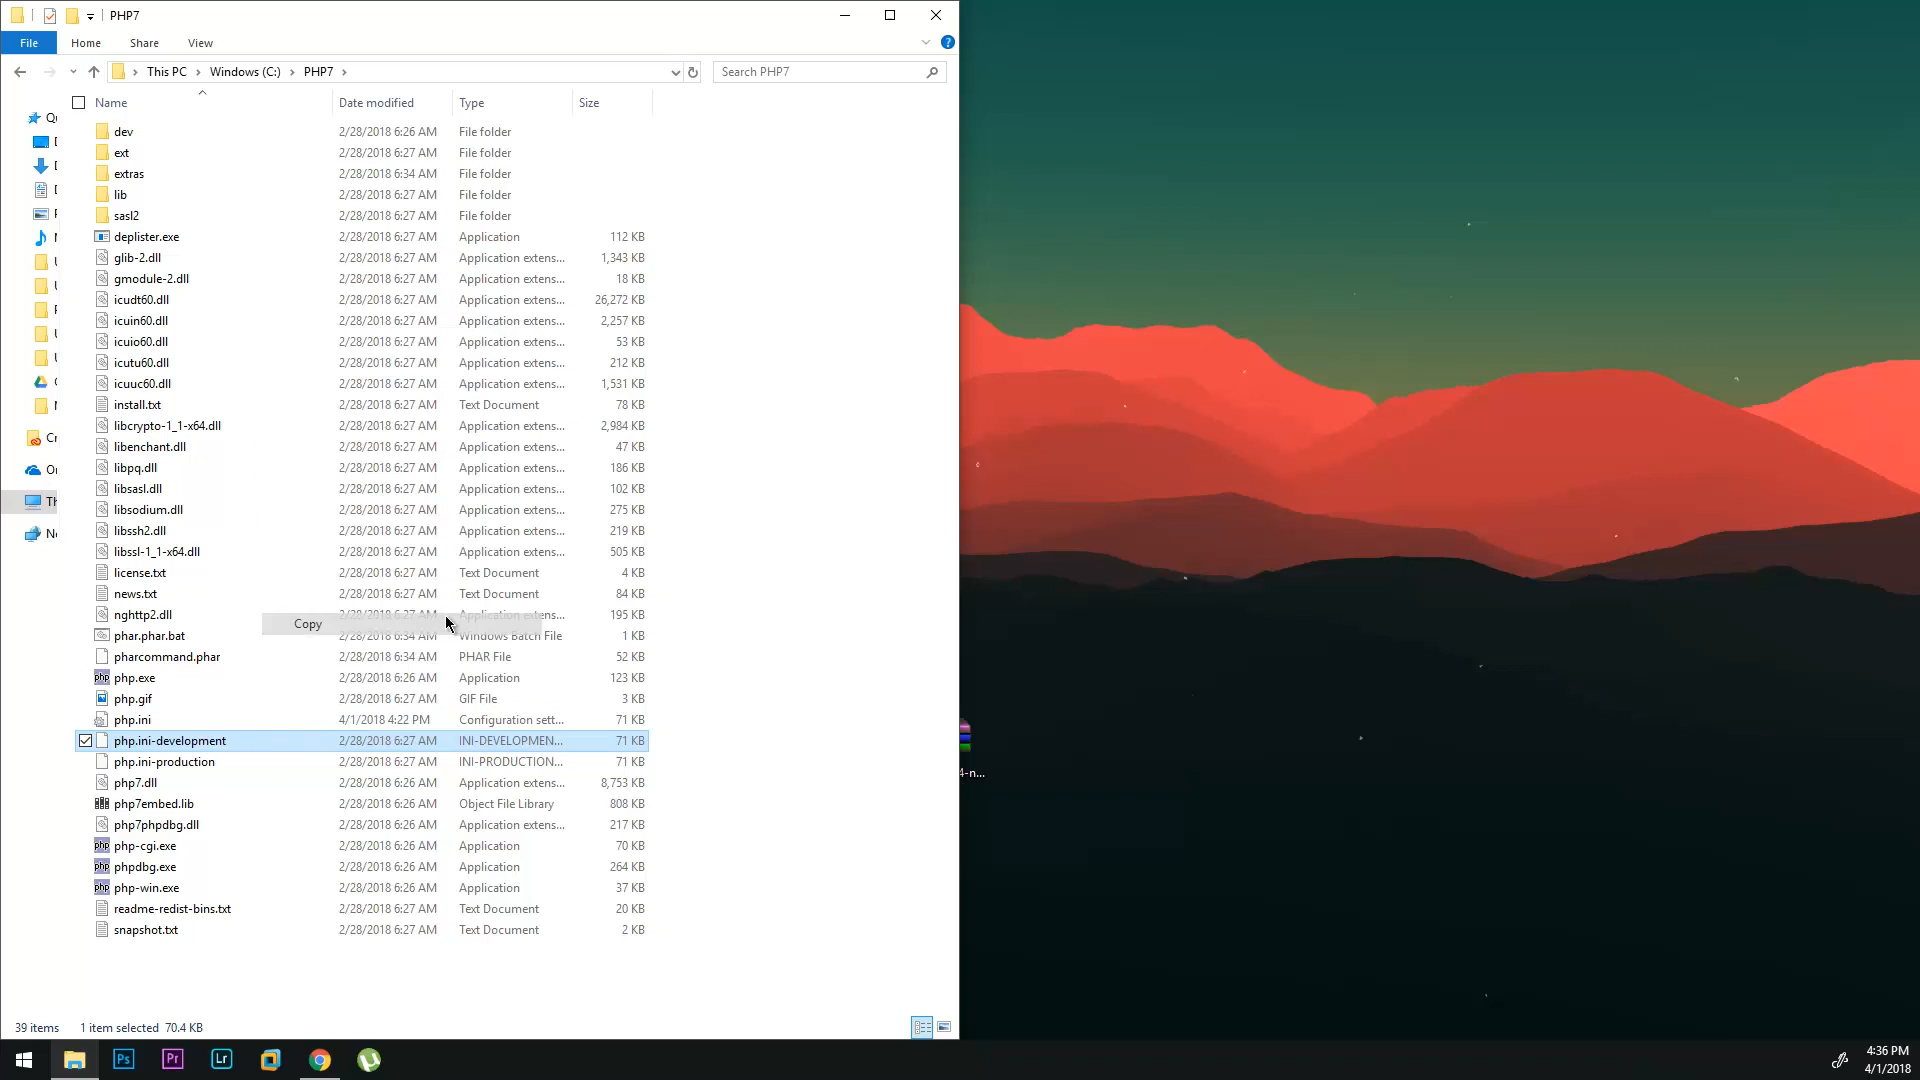 PHP7
File Home Share View
This PC Windows (C:) PHP7 Search PHP7
Name Date modified Type Size
dev 2/28/2018 6:26 AM File folder
ext 2/28/2018 6:27 AM File folder
extras 2/28/2018 6:34 AM File folder
lib 2/28/2018 6:27 AM File folder
sasl2 2/28/2018 6:27 AM File folder
deplister.exe 2/28/2018 6:27 AM Application 112 KB
glib-2.dll 2/28/2018 6:27 AM Application extens... 1,343 KB
gmodule-2.dll 2/28/2018 6:27 AM Application extens... 18 KB
icudt60.dll 2/28/2018 6:27 AM Application extens... 26,272 KB
icuin60.dll 2/28/2018 6:27 AM Application extens... 2,257 KB
icuio60.dll 2/28/2018 6:27 AM Application extens... 53 KB
icutu60.dll 2/28/2018 6:27 AM Application extens... 212 KB
icuuc60.dll 2/28/2018 6:27 AM Application extens... 1,531 KB
install.txt 2/28/2018 6:27 AM Text Document 78 KB
libcrypto-1_1-x64.dll 2/28/2018 6:27 AM Application extens... 2,984 KB
libenchant.dll 2/28/2018 6:27 AM Application extens... 47 KB
libpq.dll 2/28/2018 6:27 AM Application extens... 186 KB
libsasl.dll 2/28/2018 6:27 AM Application extens... 102 KB
libsodium.dll 2/28/2018 6:27 AM Application extens... 275 KB
libssh2.dll 2/28/2018 6:27 AM Application extens... 219 KB
libssl-1_1-x64.dll 2/28/2018 6:27 AM Application extens... 505 KB
license.txt 2/28/2018 6:27 AM Text Document 4 KB
news.txt 2/28/2018 6:27 AM Text Document 84 KB
nghttp2.dll 2/28/2018 6:27 AM Application extens... 195 KB
Copy
phar.phar.bat 2/28/2018 6:34 AM Windows Batch File 1 KB
pharcommand.phar 2/28/2018 6:34 AM PHAR File 52 KB
php.exe 2/28/2018 6:26 AM Application 123 KB
php.gif 2/28/2018 6:27 AM GIF File 3 KB
php.ini 4/1/2018 4:22 PM Configuration sett... 71 KB
php.ini-development 2/28/2018 6:27 AM INI-DEVELOPMEN... 71 KB
php.ini-production 2/28/2018 6:27 AM INI-PRODUCTION... 71 KB
php7.dll 2/28/2018 6:26 AM Application extens... 8,753 KB
php7embed.lib 2/28/2018 6:26 AM Object File Library 808 KB
php7phpdbg.dll 2/28/2018 6:26 AM Application extens... 217 KB
php-cgi.exe 2/28/2018 6:26 AM Application 70 KB
phpdbg.exe 2/28/2018 6:26 AM Application 264 KB
php-win.exe 2/28/2018 6:26 AM Application 37 KB
readme-redist-bins.txt 2/28/2018 6:27 AM Text Document 20 KB
snapshot.txt 2/28/2018 6:27 AM Text Document 2 KB
4-n...
39 items 1 item selected 70.4 KB
Ps Pr Lr
4:36 PM
4/1/2018